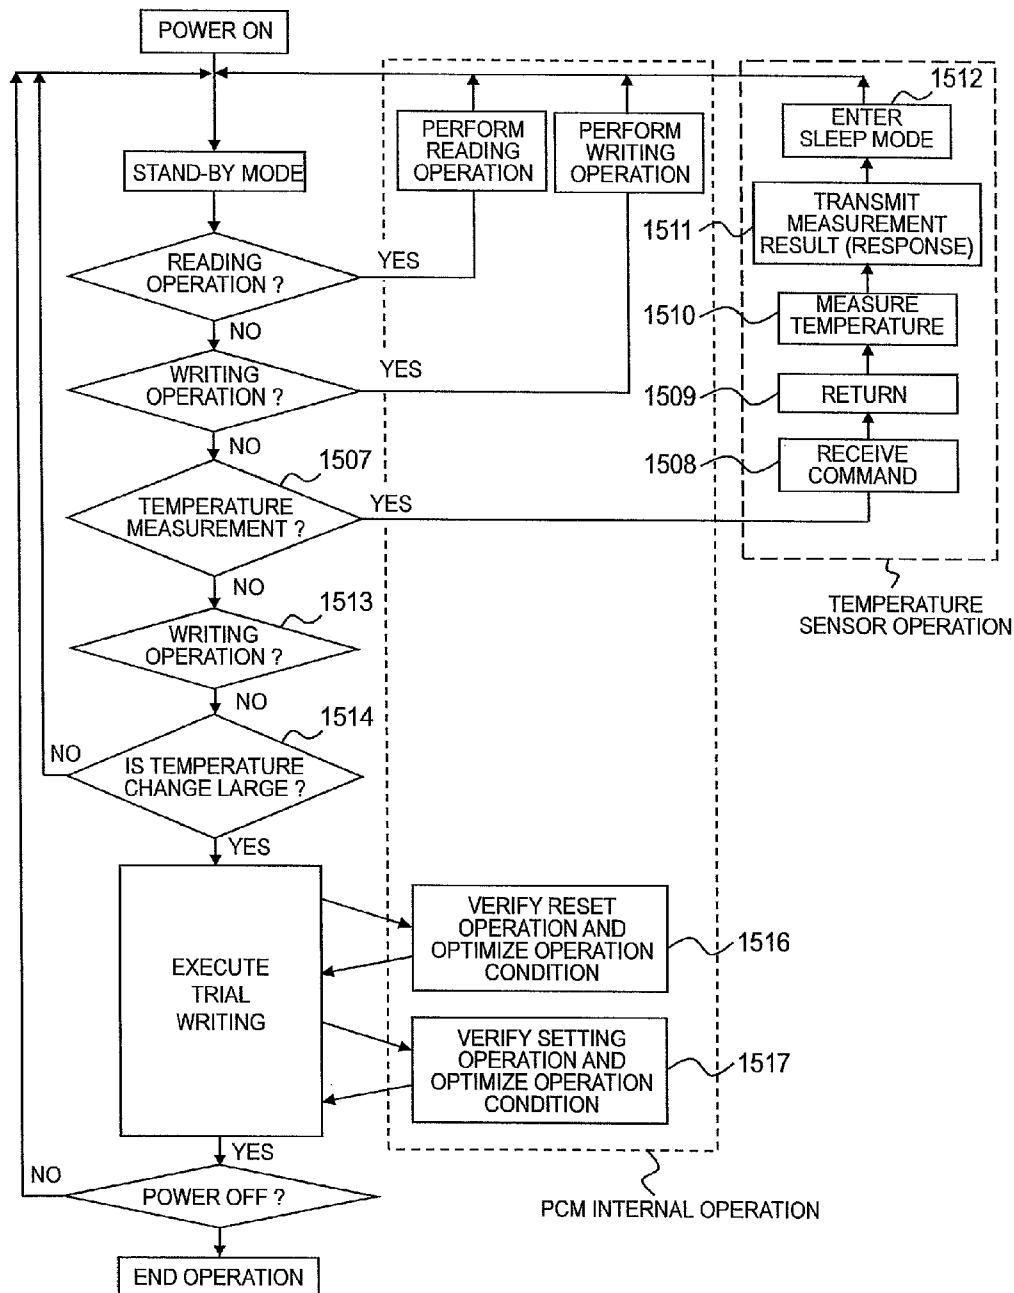 POWER ON
STAND-BY MODE
READING
OPERATION ?
YES
NO
WRITING
OPERATION ?
YES
NO
1507
TEMPERATURE
MEASUREMENT ?
YES
NO
1513
WRITING
OPERATION ?
NO
1514
NO
IS TEMPERATURE
CHANGE LARGE ?
YES
EXECUTE
TRIAL
WRITING
YES
NO
POWER OFF ?
END OPERATION
PERFORM
READING
OPERATION
PERFORM
WRITING
OPERATION
VERIFY RESET
OPERATION AND
OPTIMIZE OPERATION
CONDITION
1516
VERIFY SETTING
OPERATION AND
OPTIMIZE OPERATION
CONDITION
1517
PCM INTERNAL OPERATION
1512
ENTER
SLEEP MODE
1511
TRANSMIT
MEASUREMENT
RESULT (RESPONSE)
1510
MEASURE
TEMPERATURE
1509
RETURN
1508
RECEIVE
COMMAND
TEMPERATURE
SENSOR OPERATION